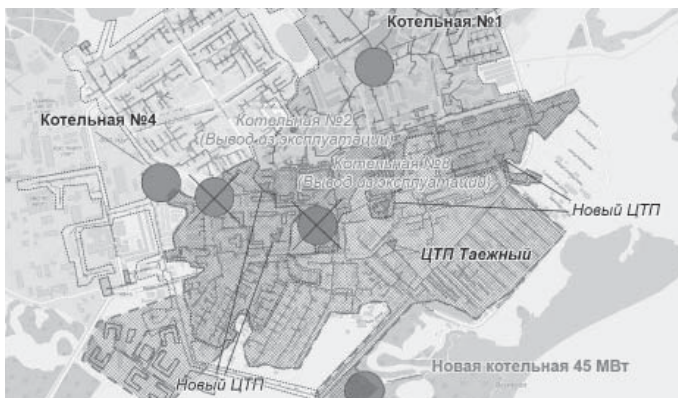 Котельная №1
Котельная №4
Котельная №2
(Вывод из эксплуатации)
Котельная №8
(Вывод из эксплуатации)
Новый ЦТП
ЦТП Таежный
Новая котельная 45 МВт
Новый ЦТП